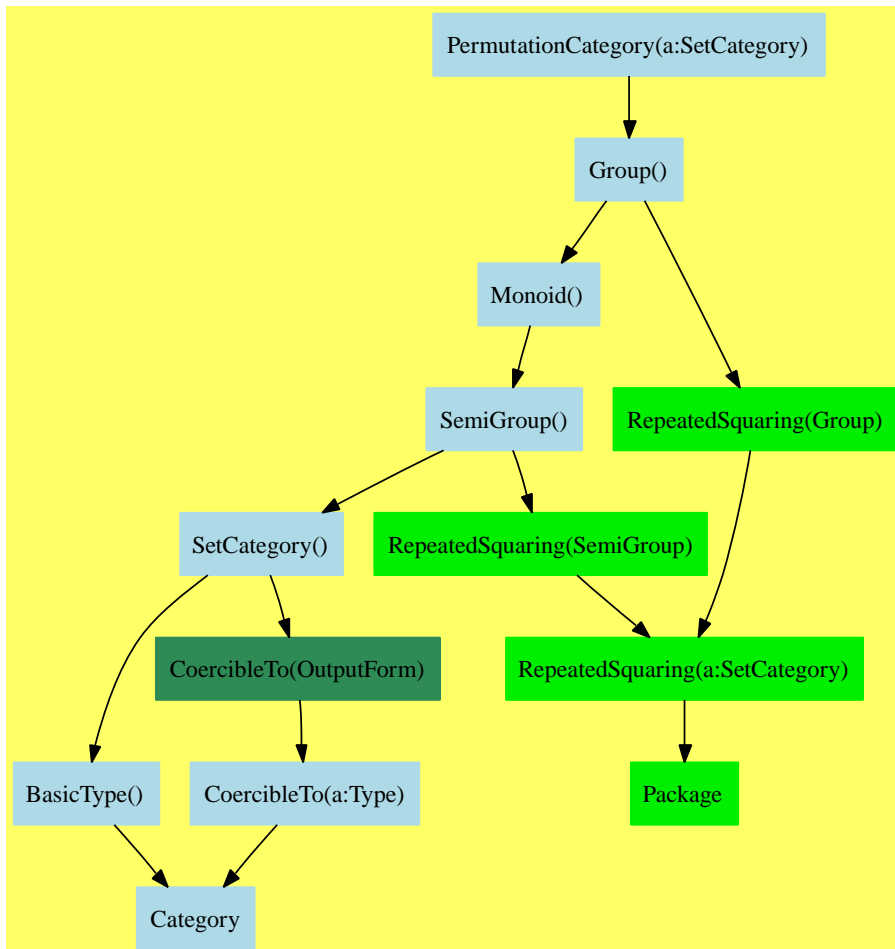 PermutationCategory(a:SetCategory)
Group()
Monoid()
SemiGroup()
RepeatedSquaring(Group)
SetCategory()
RepeatedSquaring(SemiGroup)
CoercibleTo(OutputForm)
RepeatedSquaring(a:SetCategory)
BasicType()
CoercibleTo(a:Type)
Package
Category